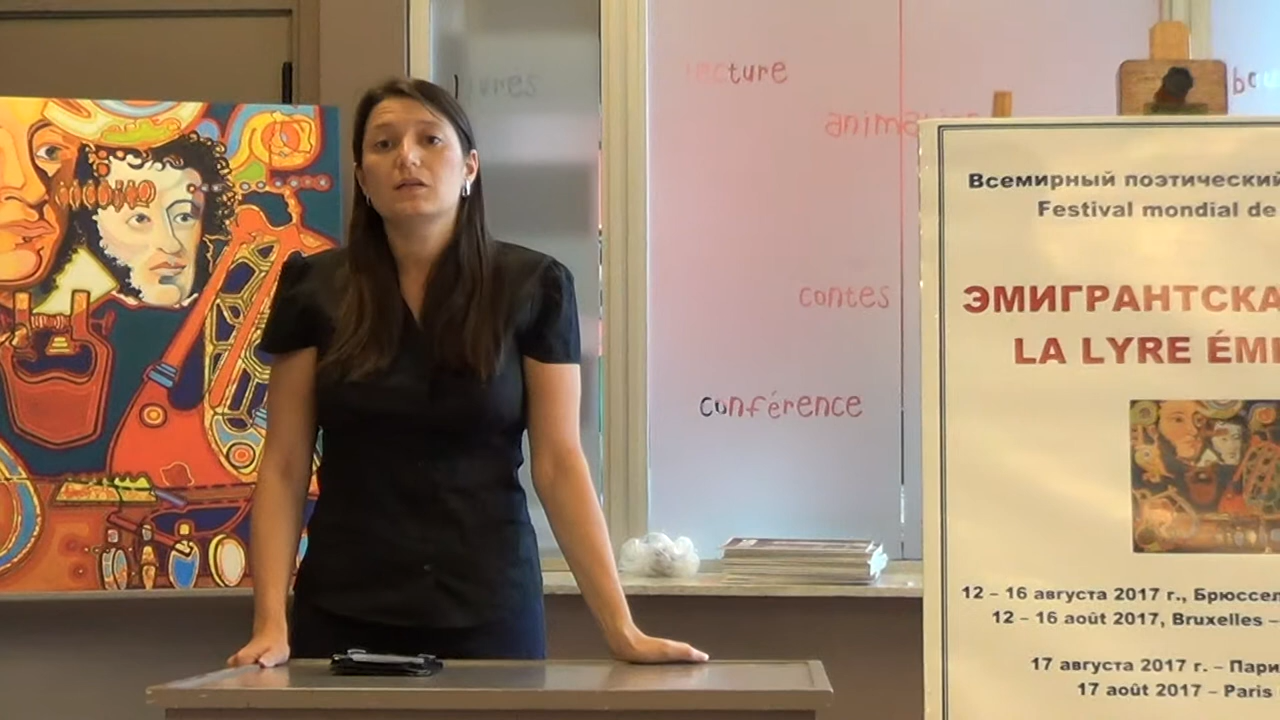 livres
lecture
animation
contes
conférence
Всемирный поэтический
Festival mondial de
ЭМИГРАНТСКА
LA LYRE ÉMI
12 – 16 августа 2017 г., Брюссел
12 – 16 août 2017, Bruxelles –
17 августа 2017 г. – Пари
17 août 2017 – Paris